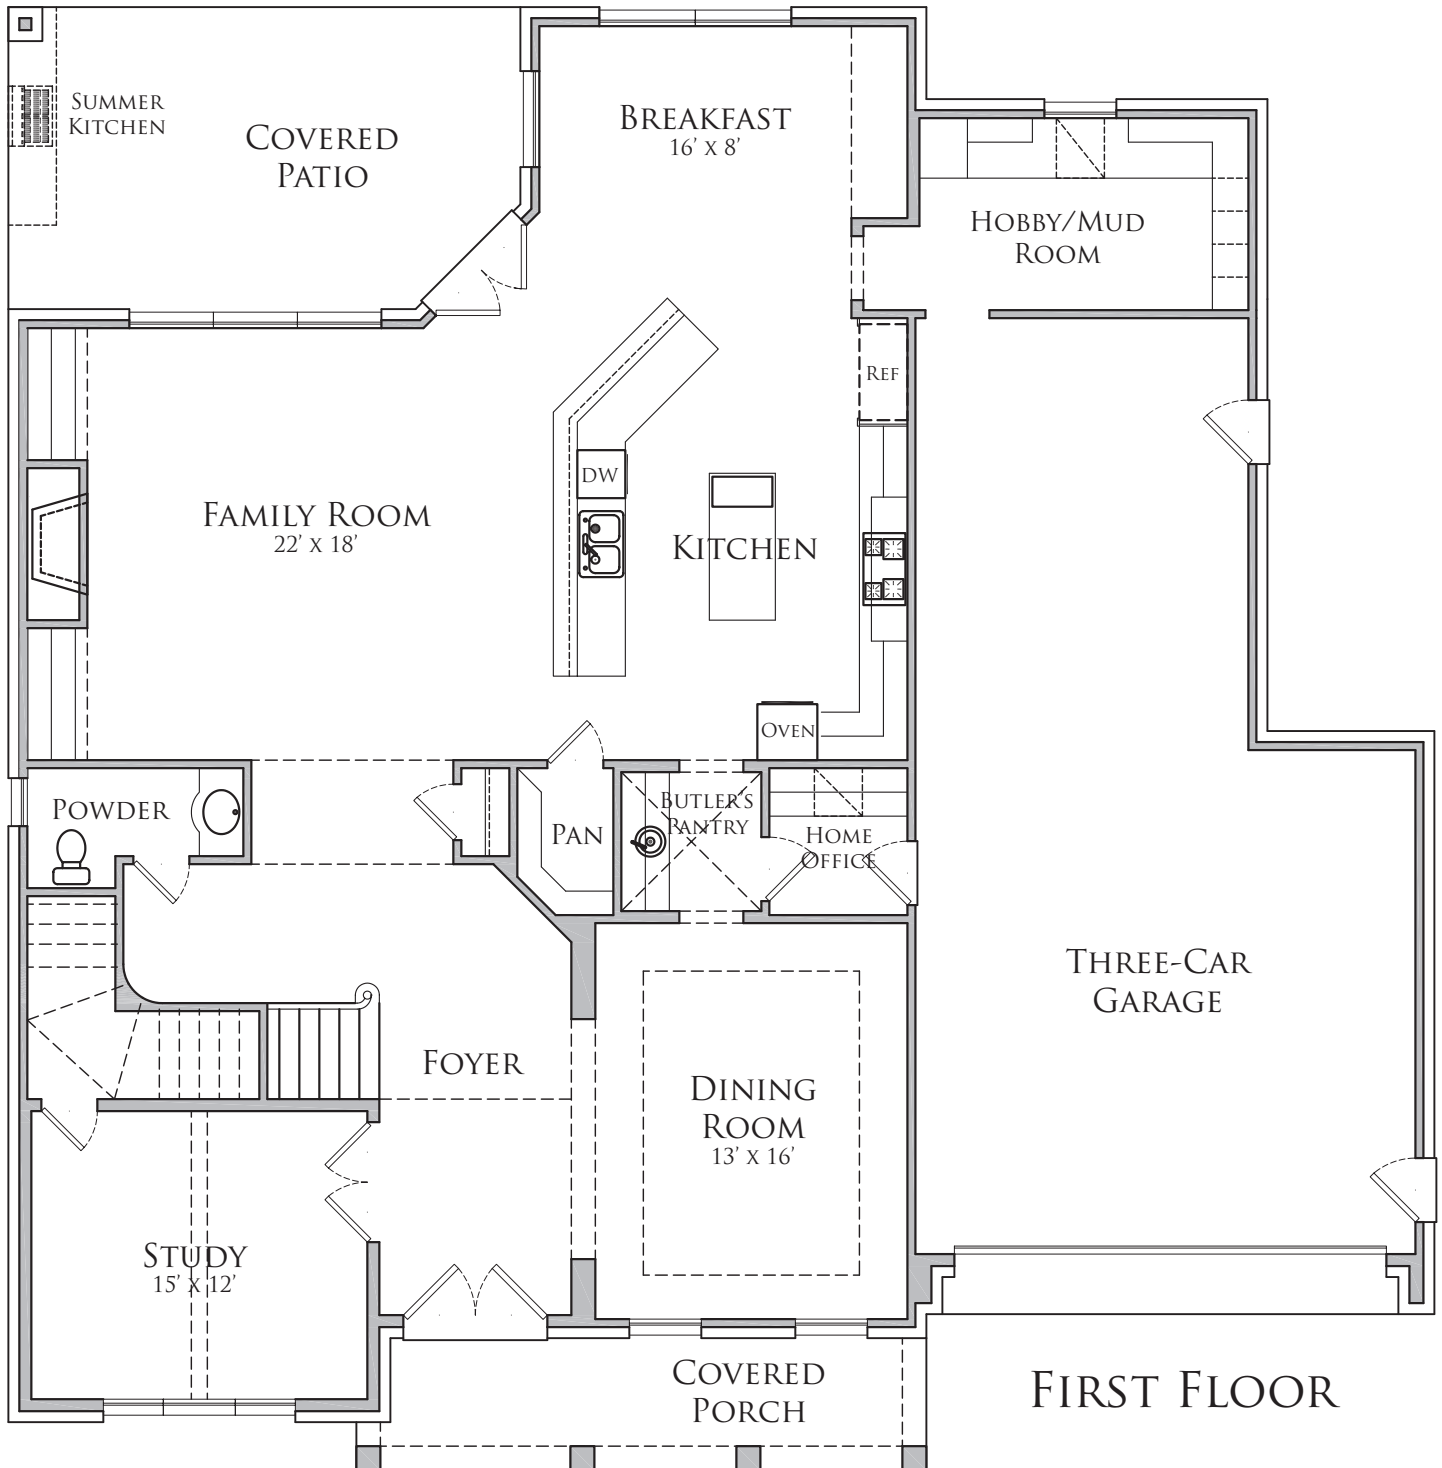 SUMMER
KITCHEN
COVERED
PATIO
BREAKFAST
16' X 8'
HOBBY/MUD
ROOM
REF
DW
FAMILY ROOM
22' X 18'
KITCHEN
OVEN
POWDER
PAN
BUTLER'S
PANTRY
HOME
OFFICE
THREE-CAR
GARAGE
FOYER
DINING
ROOM
13' X 16'
STUDY
15' X 12'
COVERED
PORCH
FIRST FLOOR